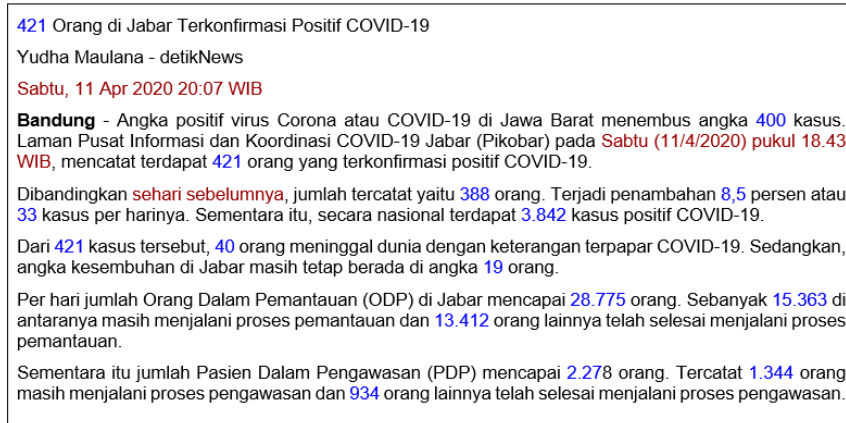 421 Orang di Jabar Terkonfirmasi Positif COVID-19
Yudha Maulana - detikNews
Sabtu, 11 Apr 2020 20:07 WIB
Bandung - Angka positif virus Corona atau COVID-19 di Jawa Barat menembus angka 400 kasus.
Laman Pusat Informasi dan Koordinasi COVID-19 Jabar (Pikobar) pada Sabtu (11/4/2020) pukul 18.43
WIB, mencatat terdapat 421 orang yang terkonfirmasi positif COVID-19.
Dibandingkan sehari sebelumnya, jumlah tercatat yaitu 388 orang. Terjadi penambahan 8,5 persen atau
33 kasus per harinya. Sementara itu, secara nasional terdapat 3.842 kasus positif COVID-19.
Dari 421 kasus tersebut, 40 orang meninggal dunia dengan keterangan terpapar COVID-19. Sedangkan,
angka kesembuhan di Jabar masih tetap berada di angka 19 orang.
Per hari jumlah Orang Dalam Pemantauan (ODP) di Jabar mencapai 28.775 orang. Sebanyak 15.363 di
antaranya masih menjalani proses pemantauan dan 13.412 orang lainnya telah selesai menjalani proses
pemantauan.
Sementara itu jumlah Pasien Dalam Pengawasan (PDP) mencapai 2.278 orang. Tercatat 1.344 orang
masih menjalani proses pengawasan dan 934 orang lainnya telah selesai menjalani proses pengawasan.